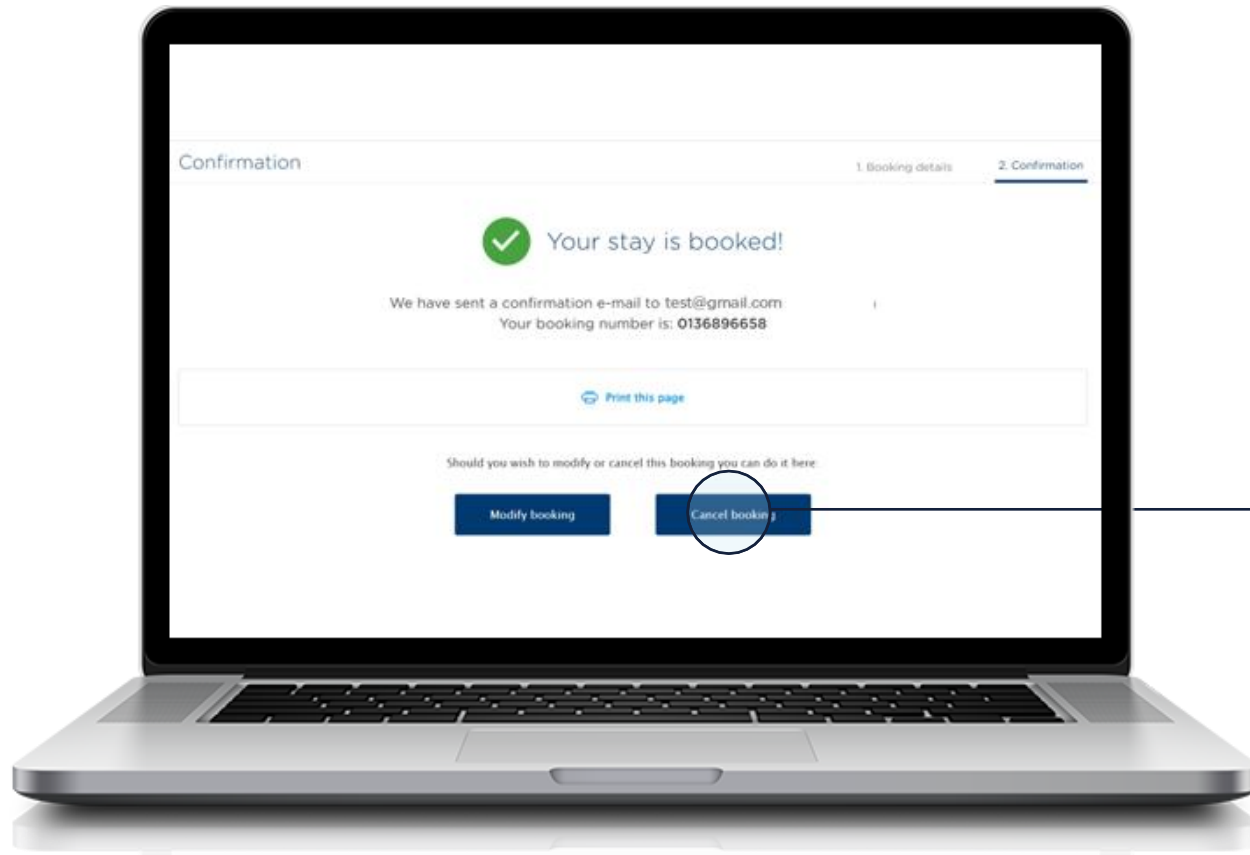 Confirmation
1. Booking details
2. Confirmation
Your stay is booked!
We have sent a confirmation e-mail to test@gmail.com
Your booking number is: 0136896658
Print this page
Should you wish to modify or cancel this booking you can do it here
Modify booking
Cancel booking